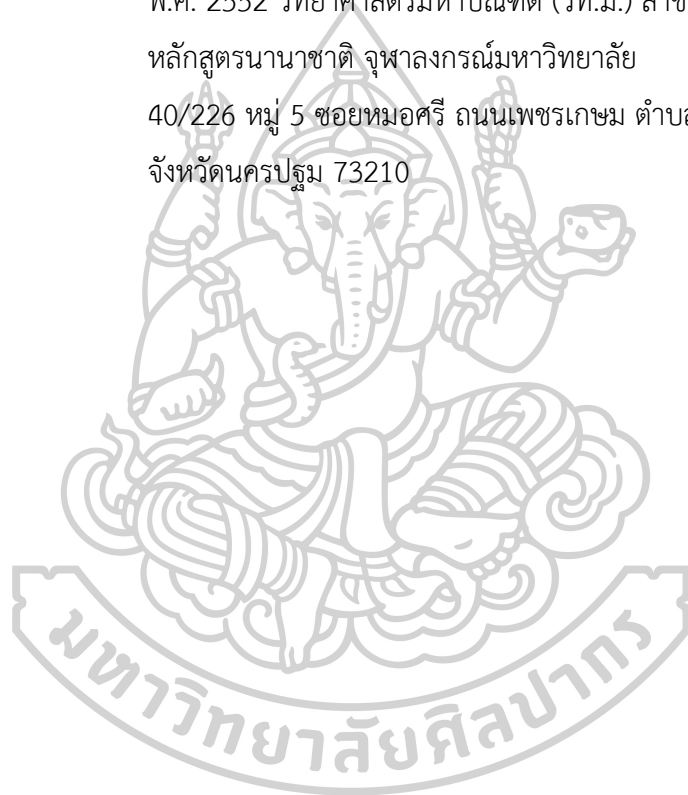 พ.ศ. 2552 วิทยาศาสตรมหาบัณฑิต (วท.ม.)
หลักสูตรนานาชาติ จุฬาลงกรณ์มหาวิทยาลัย
40/226 หมู่ 5 ซอยหมอศรี ถนนเพชรเกษม
จังหวัดนครปฐม 73210
มหาวิทยาลัยศิลปากร